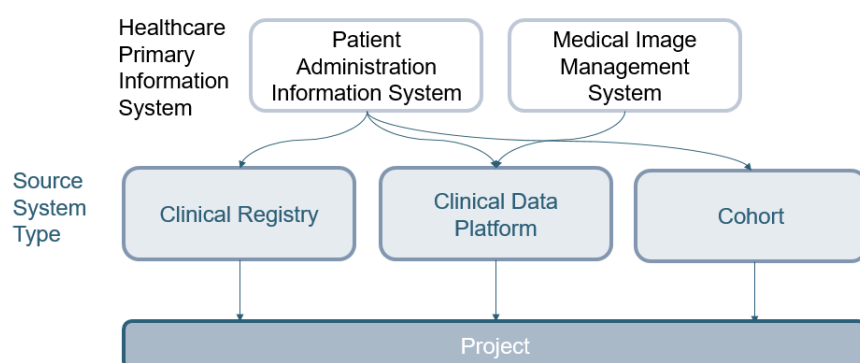 Healthcare
Primary
Information
System
Patient
Administration
Information System
Medical Image
Management
System
Source
System
Type
Clinical Registry
Clinical Data
Platform
Cohort
Project